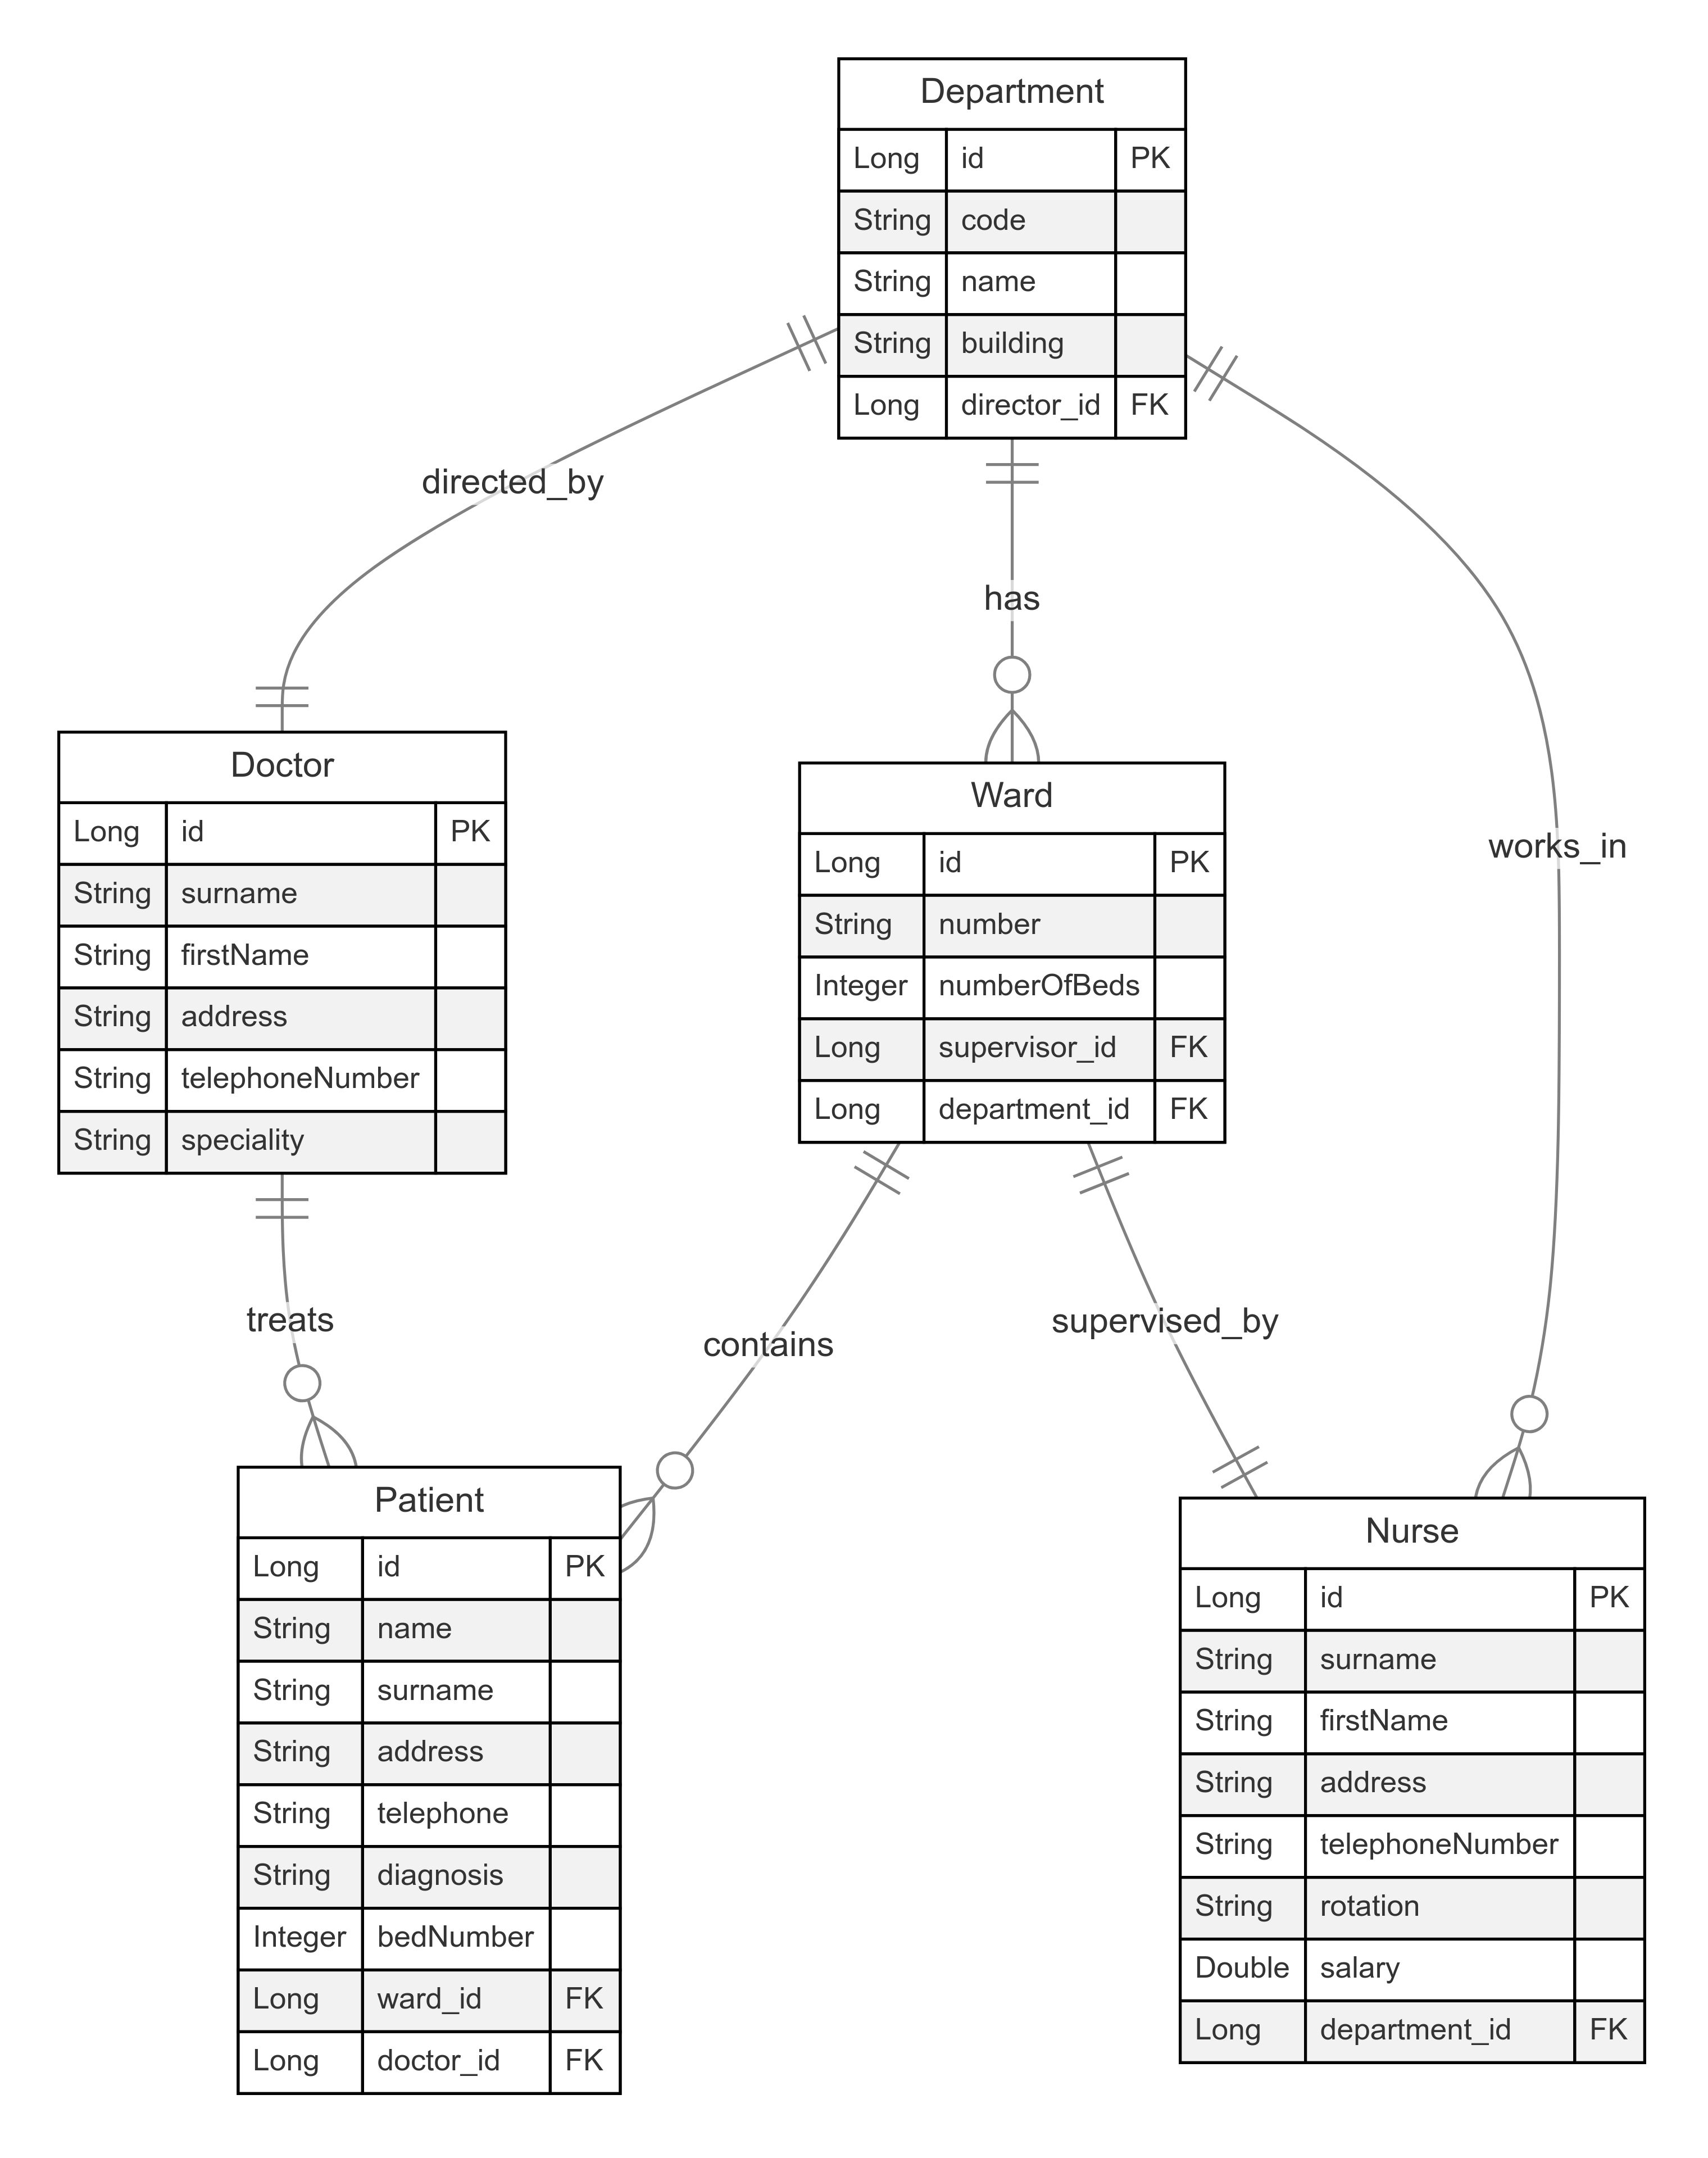 Department
Long id PK
String code
String name
String building
Long director_id FK
directed_by
has
works_in
Doctor
Long id PK
String surname
String firstName
String address
String telephoneNumber
String speciality
Ward
Long id PK
String number
Integer numberOfBeds
Long supervisor_id FK
Long department_id FK
treats
contains
supervised_by
Patient
Long id PK
String name
String surname
String address
String telephone
String diagnosis
Integer bedNumber
Long ward_id FK
Long doctor_id FK
Nurse
Long id PK
String surname
String firstName
String address
String telephoneNumber
String rotation
Double salary
Long department_id FK